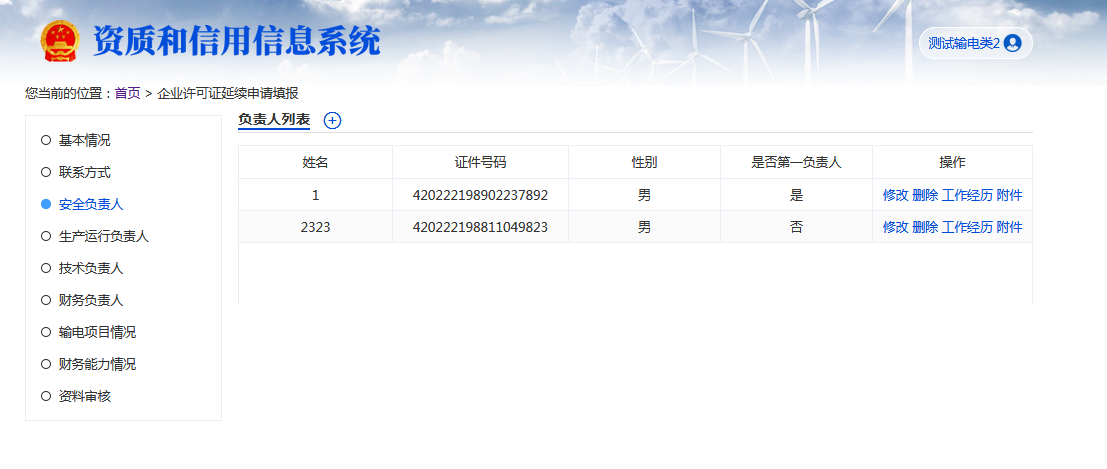 资质和信用信息系统
测试输电类2
您当前的位置：首页 > 企业许可证延续申请填报
基本情况
联系方式
安全负责人
生产运行负责人
技术负责人
财务负责人
输电项目情况
财务能力情况
资料审核
负责人列表
姓名 证件号码 性别 是否第一负责人 操作
1 420222198902237892 男 是 修改 删除 工作经历 附件
2323 420222198811049823 男 否 修改 删除 工作经历 附件